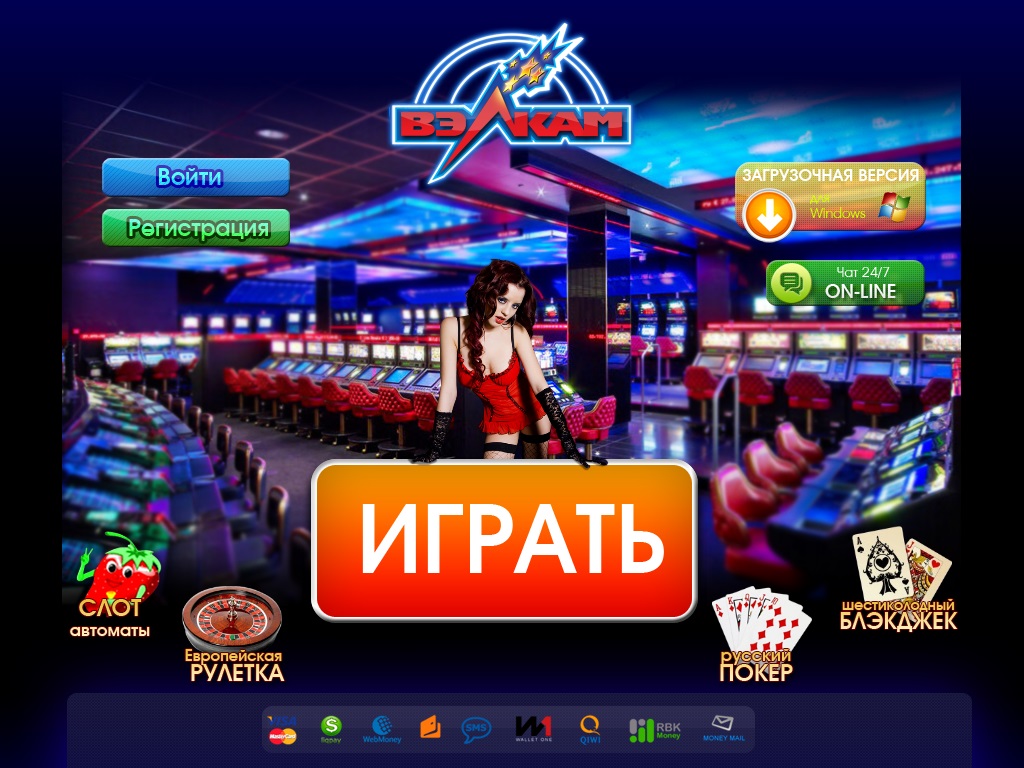 ВЭЛКАМ
Войти
Регистрация
ЗАГРУЗОЧНАЯ ВЕРСИЯ
для
Windows
Чат 24/7
ON-LINE
ИГРАТЬ
СЛОТ
автоматы
Европейская
РУЛЕТКА
русский
ПОКЕР
шестиколодный
БЛЭКДЖЕК
VISA
MasterCard
liqpay
WebMoney
SMS
WALLET ONE
QIWI
RBK
Money
MONEY MAIL